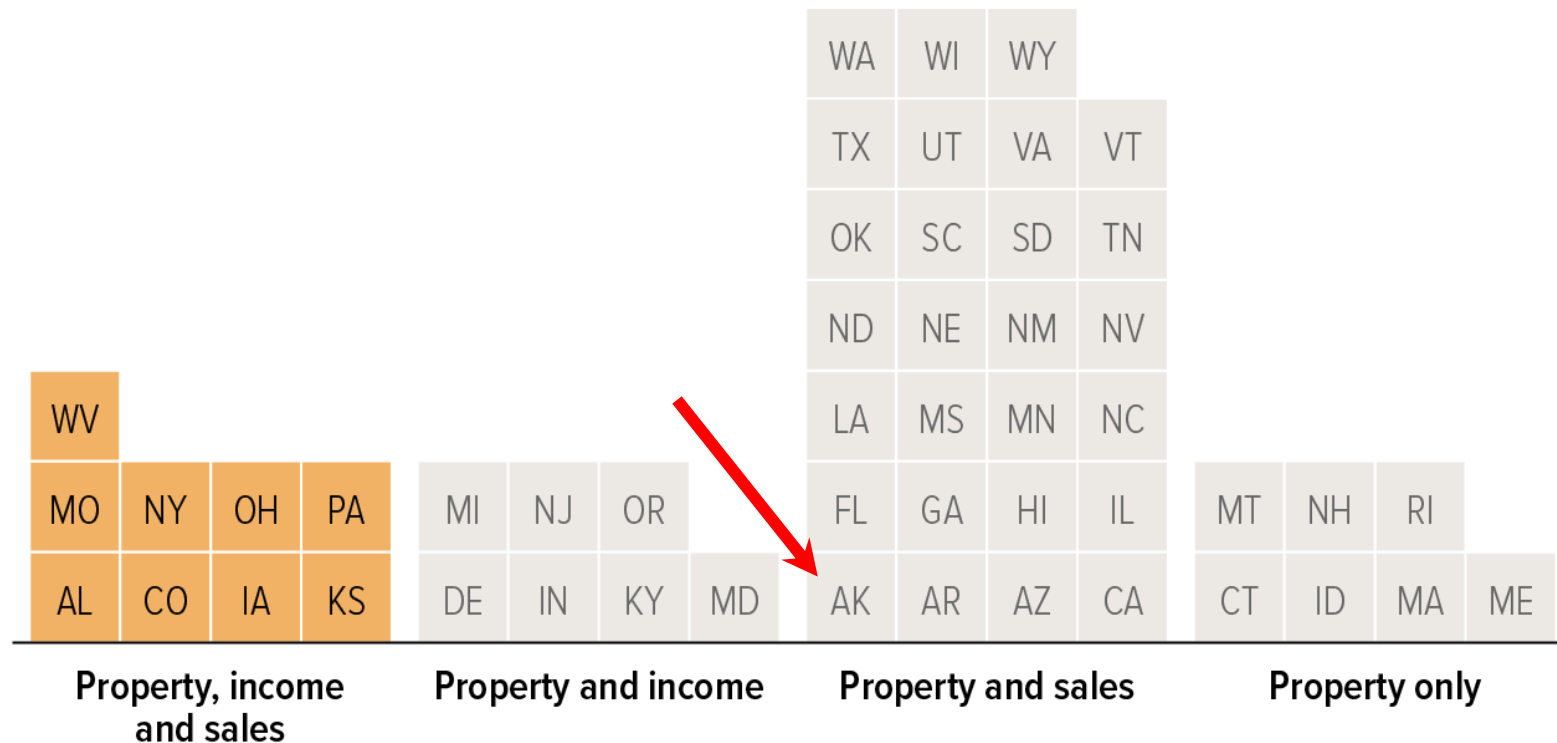 WA WI WY
TX UT VA VT
OK SC SD TN
ND NE NM NV
WV LA MS MN NC
MO NY OH PA MI NJ OR FL GA HI IL MT NH RI
AL CO IA KS DE IN KY MD AK AR AZ CA CT ID MA ME
Property, income
and sales
Property and income
Property and sales
Property only